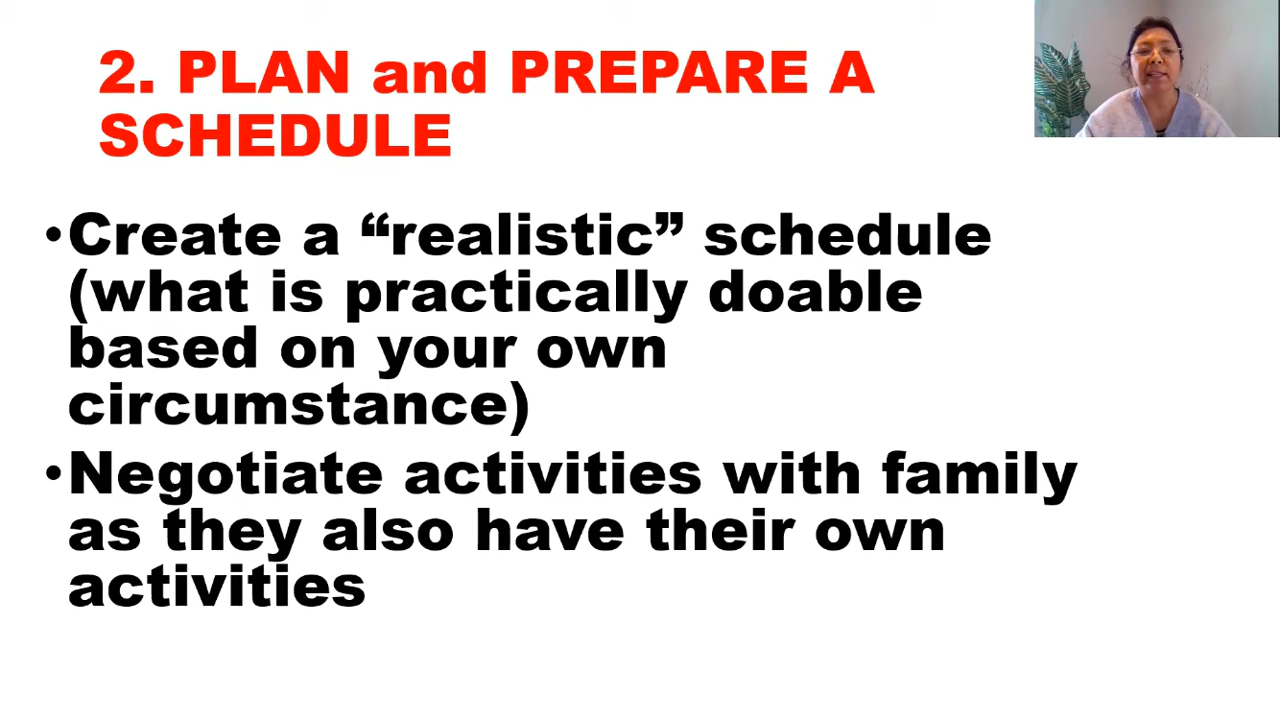 2. PLAN and PREPARE A
SCHEDULE
•Create a “realistic” schedule
(what is practically doable
based on your own
circumstance)
•Negotiate activities with family
as they also have their own
activities